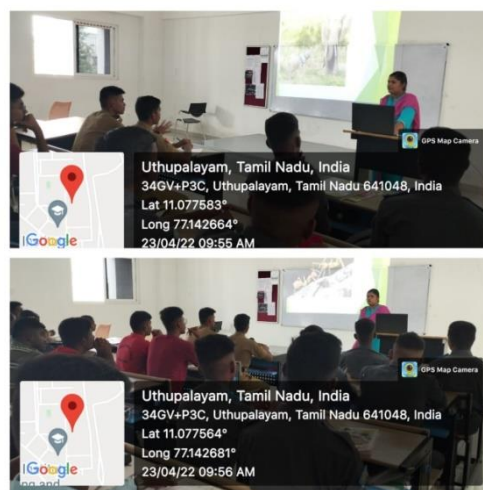 GPS Map Camera
Uthupalayam, Tamil Nadu, India
34GV+P3C, Uthupalayam, Tamil Nadu 641048, India
Lat 11.077583°
Long 77.142664°
23/04/22 09:55 AM
Google
GPS Map Camera
Uthupalayam, Tamil Nadu, India
34GV+P3C, Uthupalayam, Tamil Nadu 641048, India
Lat 11.077564°
Long 77.142681°
23/04/22 09:56 AM
Google